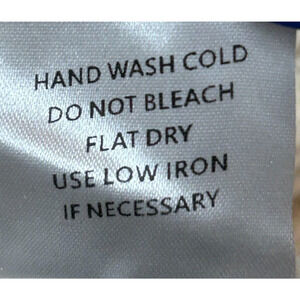 HAND WASH COLD
DO NOT BLEACH
FLAT DRY
USE LOW IRON
IF NECESSARY